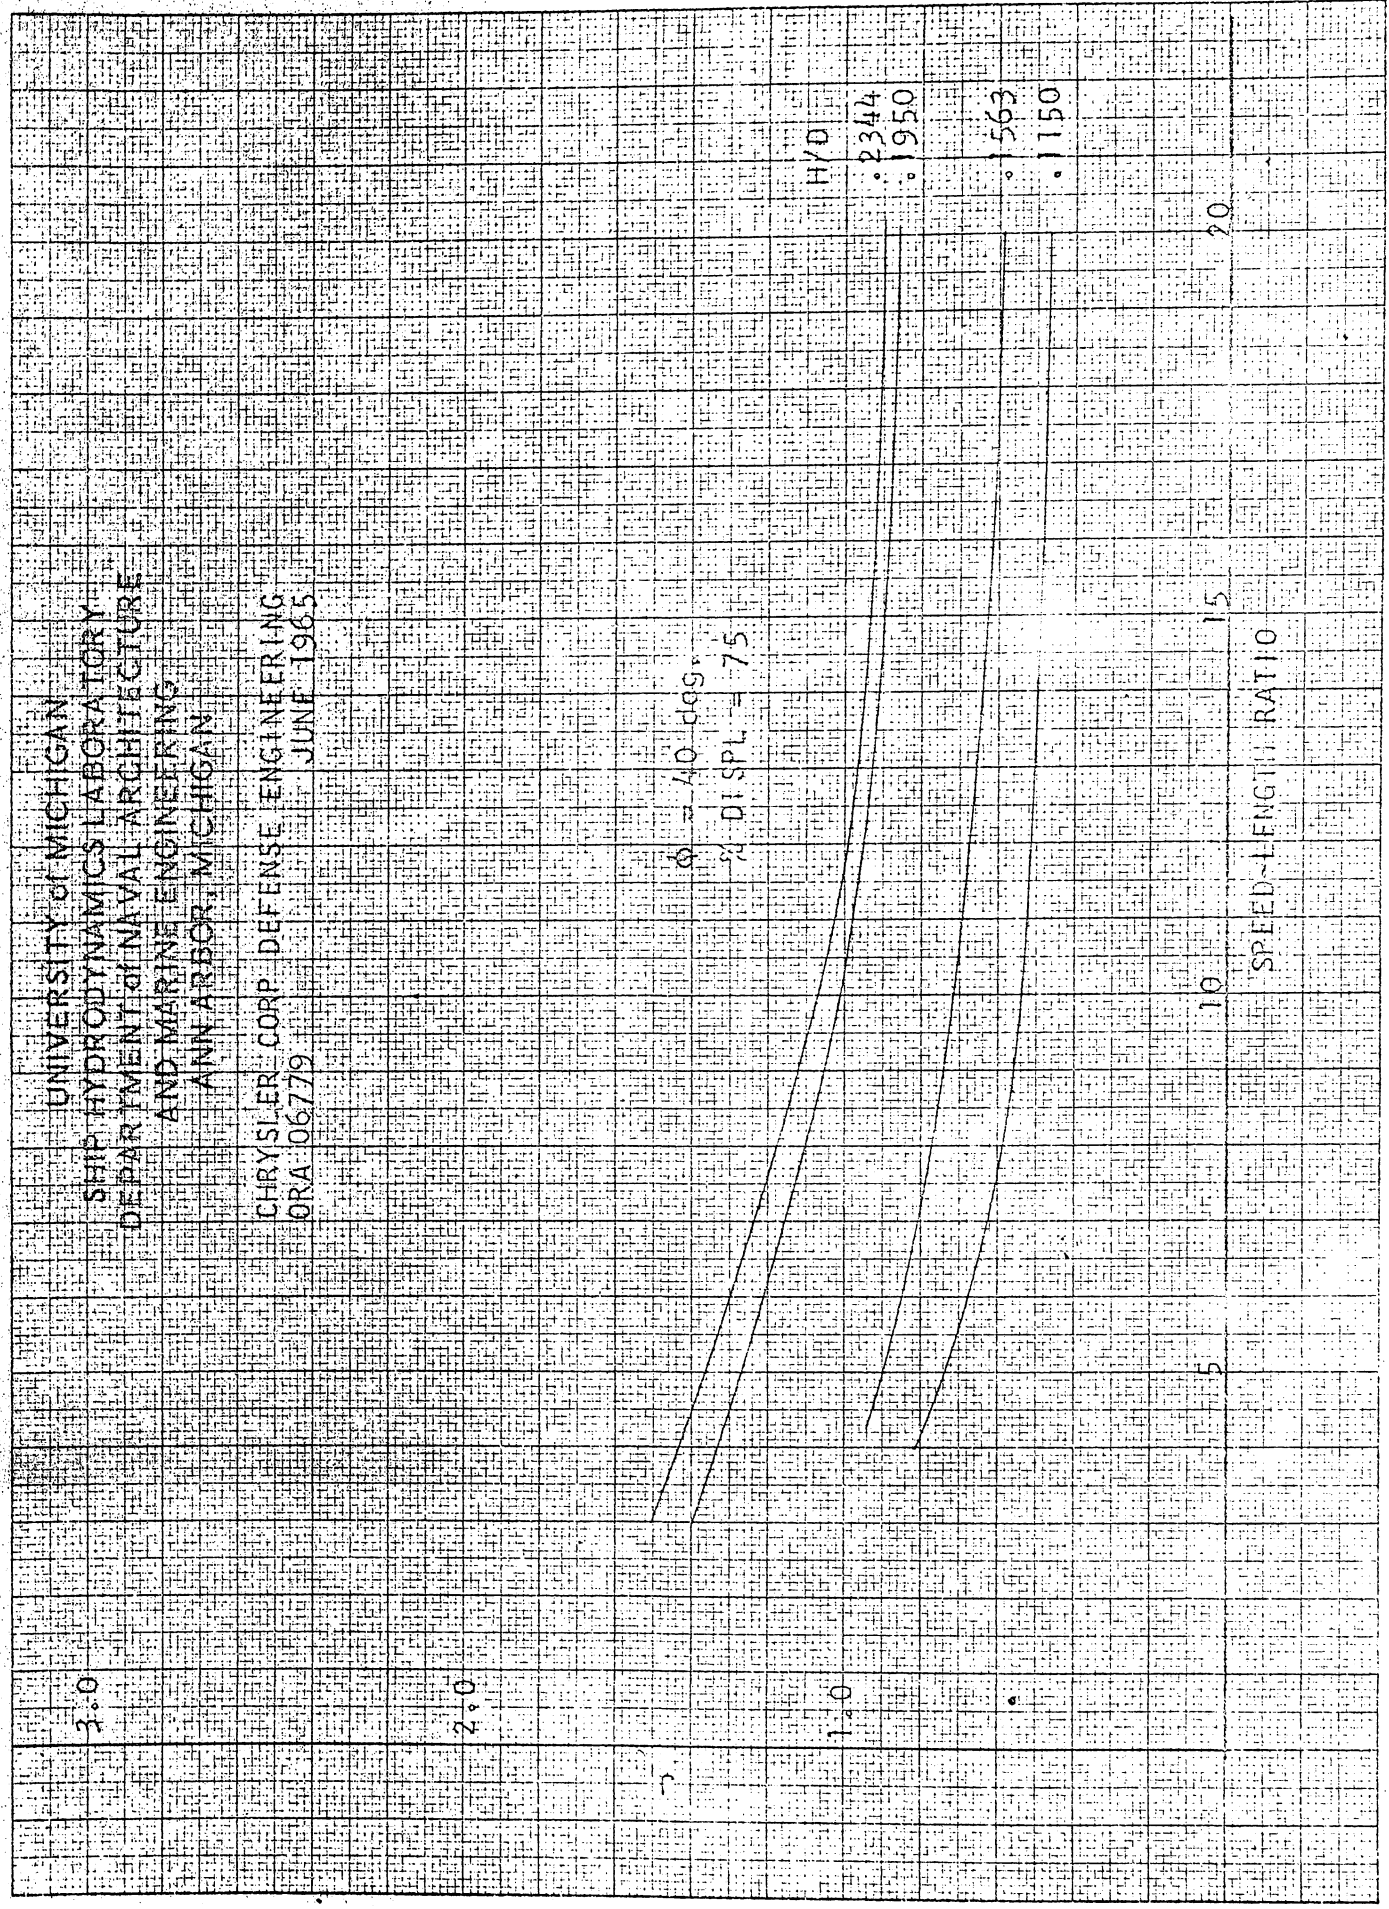 UNIVERSITY of MICHIGAN
SHIP HYDRODYNAMICS LABORATORY
DEPARTMENT of NAVAL ARCHITECTURE
AND MARINE ENGINEERING
ANN ARBOR, MICHIGAN
CHRYSLER CORP DEFENSE ENGINEERING
ORA 06779 JUNE 1965
3.0
2.0
1.0
Φ = 40 deg.
% DISPL = 75
H/D
.2344
.1950
.1563
.1150
5
10
15
20
SPEED-LENGTH RATIO